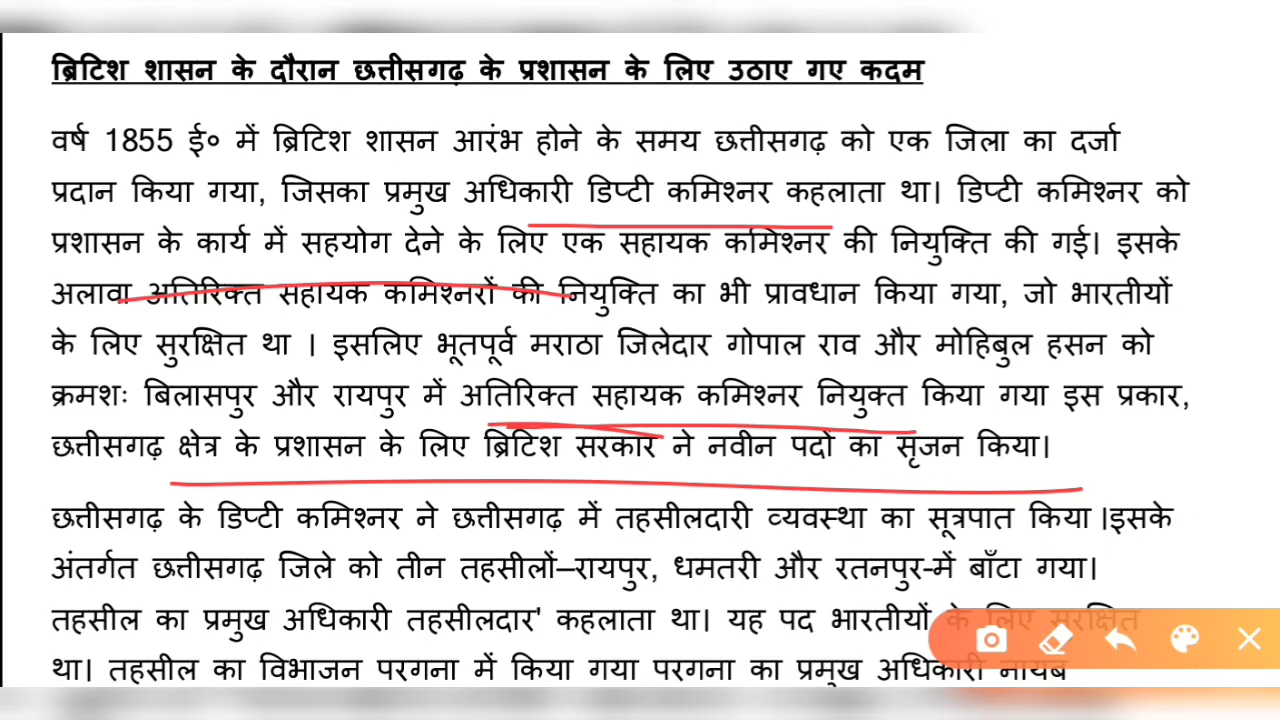 ब्रिटिश शासन के दौरान छत्तीसगढ़ के प्रशासन के लिए उठाए गए कदम
वर्ष 1855 ई० में ब्रिटिश शासन आरंभ होने के समय छत्तीसगढ़ को एक जिला का दर्जा
प्रदान किया गया, जिसका प्रमुख अधिकारी डिप्टी कमिश्नर कहलाता था। डिप्टी कमिश्नर को
प्रशासन के कार्य में सहयोग देने के लिए एक सहायक कमिश्नर की नियुक्ति की गई। इसके
अलावा अतिरिक्त सहायक कमिश्नरों की नियुक्ति का भी प्रावधान किया गया, जो भारतीयों
के लिए सुरक्षित था । इसलिए भूतपूर्व मराठा जिलेदार गोपाल राव और मोहिबुल हसन को
क्रमशः बिलासपुर और रायपुर में अतिरिक्त सहायक कमिश्नर नियुक्त किया गया इस प्रकार,
छत्तीसगढ़ क्षेत्र के प्रशासन के लिए ब्रिटिश सरकार ने नवीन पदों का सृजन किया।
छत्तीसगढ़ के डिप्टी कमिश्नर ने छत्तीसगढ़ में तहसीलदारी व्यवस्था का सूत्रपात किया ।इसके
अंतर्गत छत्तीसगढ़ जिले को तीन तहसीलों–रायपुर, धमतरी और रतनपुर-में बाँटा गया।
तहसील का प्रमुख अधिकारी तहसीलदार' कहलाता था। यह पद भारतीयों के लिए सुरक्षित
था। तहसील का विभाजन परगना में किया गया परगना का प्रमुख अधिकारी नायब